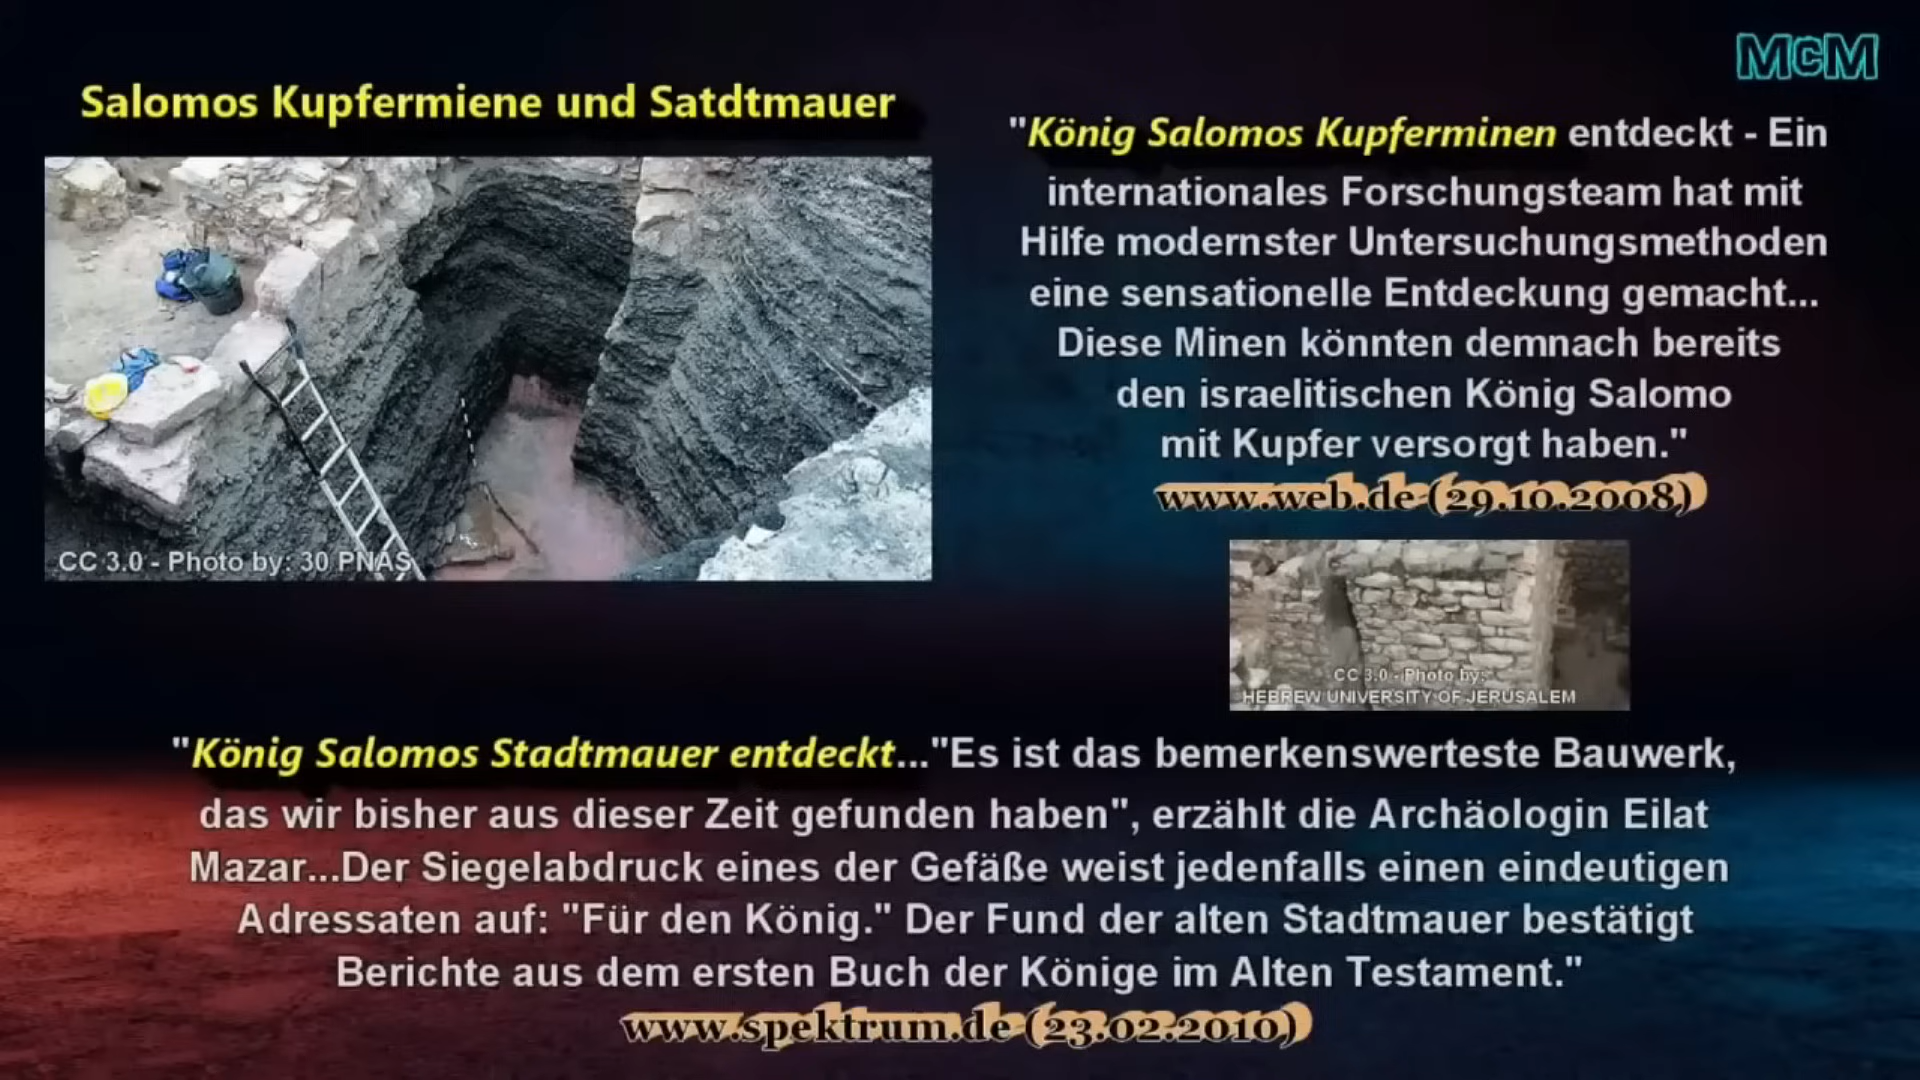 McM
Salomos Kupfermiene und Satdtmauer
"König Salomos Kupferminen entdeckt - Ein
internationales Forschungsteam hat mit
Hilfe modernster Untersuchungsmethoden
eine sensationelle Entdeckung gemacht...
Diese Minen könnten demnach bereits
den israelitischen König Salomo
mit Kupfer versorgt haben."
www.web.de (29.10.2008)
CC 3.0 - Photo by: 30 PNAS
CC 3.0 - Photo by:
HEBREW UNIVERSITY OF JERUSALEM
"König Salomos Stadtmauer entdeckt..."Es ist das bemerkenswerteste Bauwerk,
das wir bisher aus dieser Zeit gefunden haben", erzählt die Archäologin Eilat
Mazar...Der Siegelabdruck eines der Gefäße weist jedenfalls einen eindeutigen
Adressaten auf: "Für den König." Der Fund der alten Stadtmauer bestätigt
Berichte aus dem ersten Buch der Könige im Alten Testament."
www.spektrum.de (23.02.2010)